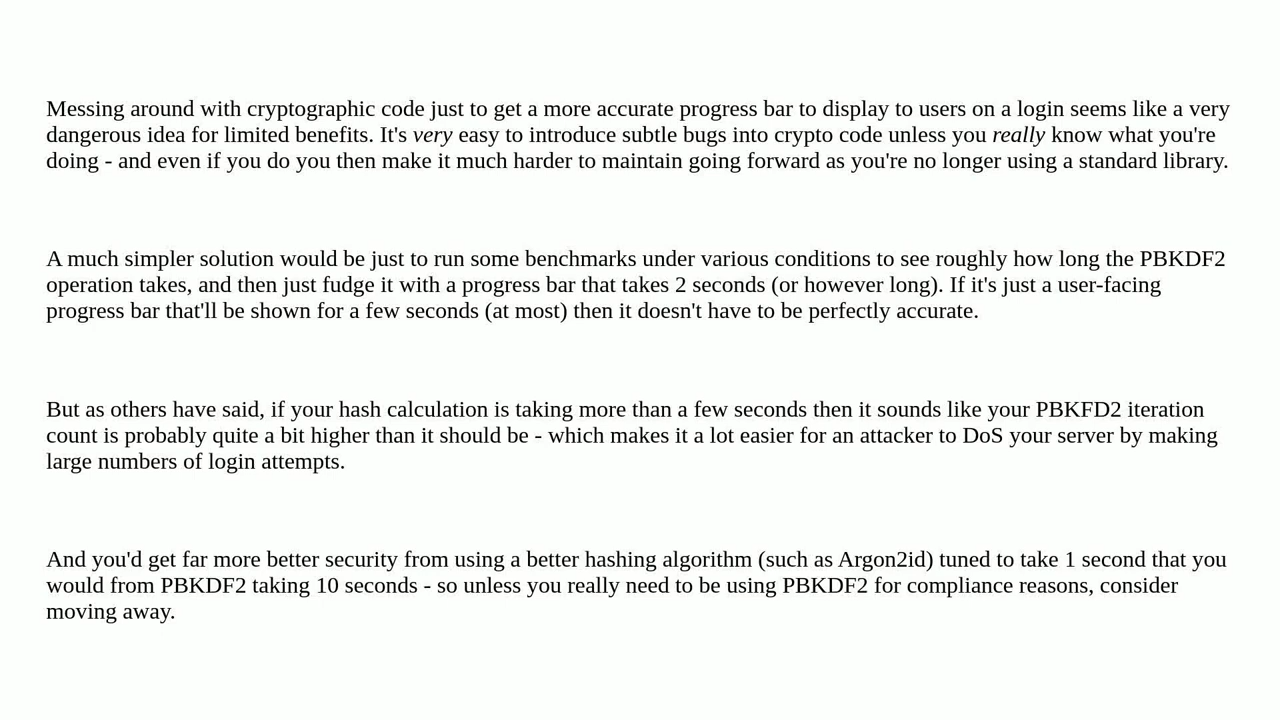 Messing around with cryptographic code just to get a more accurate progress bar to display to users on a login seems like a very
dangerous idea for limited benefits. It's very easy to introduce subtle bugs into crypto code unless you really know what you're
doing - and even if you do you then make it much harder to maintain going forward as you're no longer using a standard library.
A much simpler solution would be just to run some benchmarks under various conditions to see roughly how long the PBKDF2
operation takes, and then just fudge it with a progress bar that takes 2 seconds (or however long). If it's just a user-facing
progress bar that'll be shown for a few seconds (at most) then it doesn't have to be perfectly accurate.
But as others have said, if your hash calculation is taking more than a few seconds then it sounds like your PBKFD2 iteration
count is probably quite a bit higher than it should be - which makes it a lot easier for an attacker to DoS your server by making
large numbers of login attempts.
And you'd get far more better security from using a better hashing algorithm (such as Argon2id) tuned to take 1 second that you
would from PBKDF2 taking 10 seconds - so unless you really need to be using PBKDF2 for compliance reasons, consider
moving away.